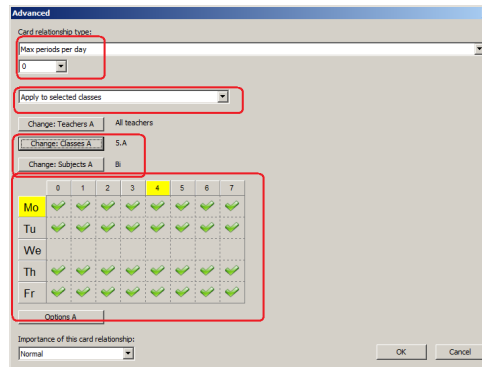 Advanced
Card relationship type:
Max periods per day
0
Apply to selected classes
Change: Teachers A All teachers
Change: Classes A 5.A
Change: Subjects A Bi
0 1 2 3 4 5 6 7
Mo
Tu
We
Th
Fr
Options A
Importance of this card relationship:
Normal
OK Cancel